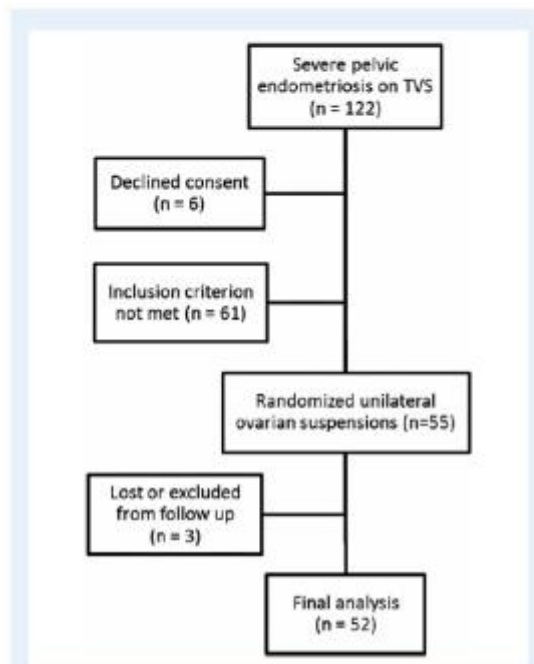 Severe pelvic
endometriosis on TVS
(n = 122)
Declined consent
(n = 6)
Inclusion criterion
not met (n = 61)
Randomized unilateral
ovarian suspensions (n=55)
Lost or excluded
from follow up
(n = 3)
Final analysis
(n = 52)